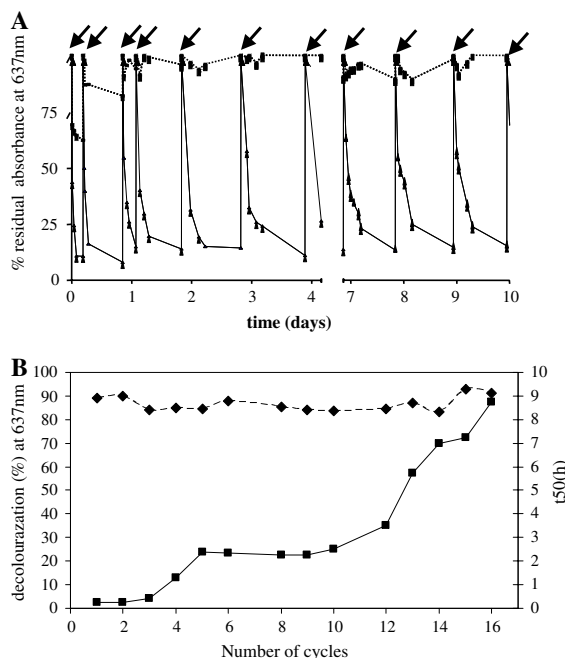 A
% residual absorbance at 637nm
75
50
25
0
0 1 2 3 4 7 8 9 10
time (days)
B
decolourazation (%) at 637nm
100
90
80
70
60
50
40
30
20
10
0
10
9
8
7
6
5
4
3
2
1
0
t50(h)
0 2 4 6 8 10 12 14 16
Number of cycles